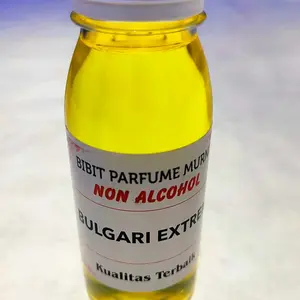 BIBIT PARFUME MURN
NON ALCOHOL
BULGARI EXTRE
Kualitas Terbaik